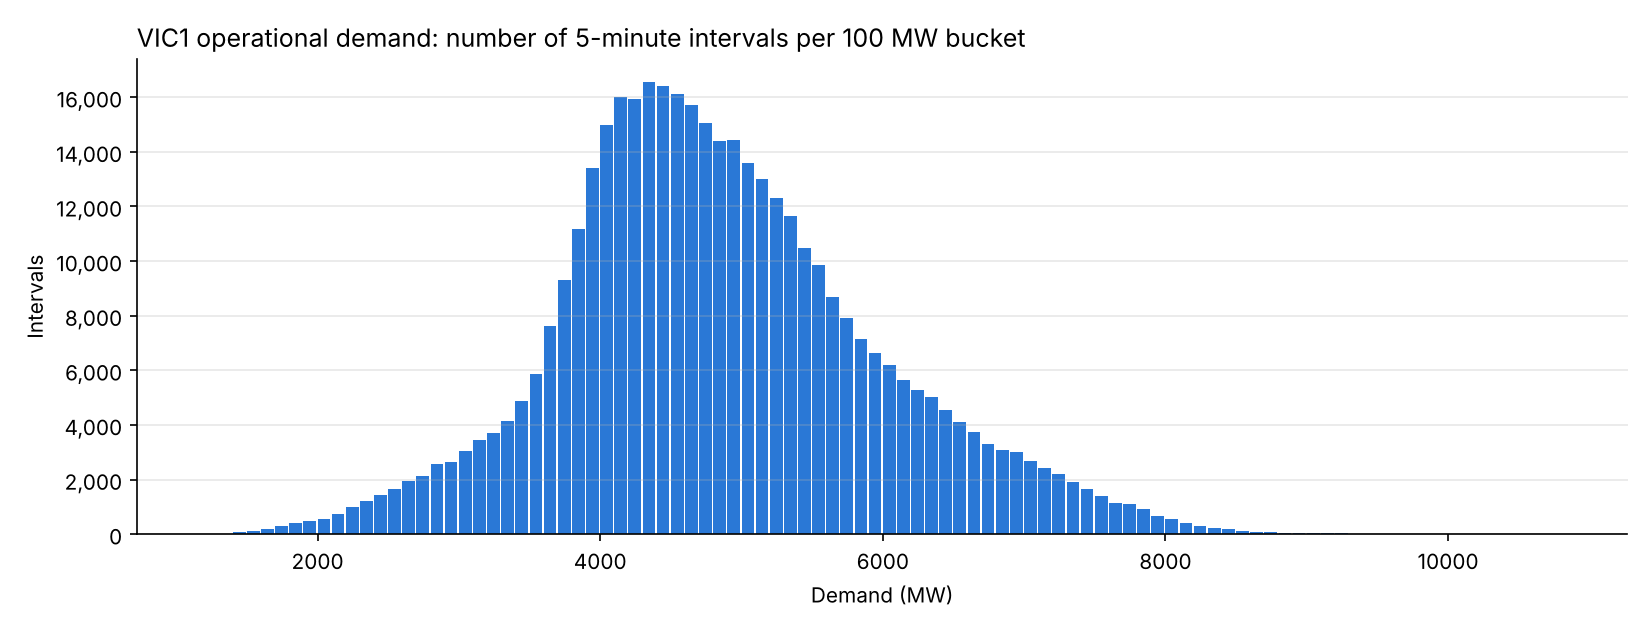 VIC1 operational demand: number of 5-minute intervals per 100 MW bucket
16,000
14,000
12,000
10,000
8,000
6,000
4,000
2,000
0
Intervals
2000 4000 6000 8000 10000
Demand (MW)